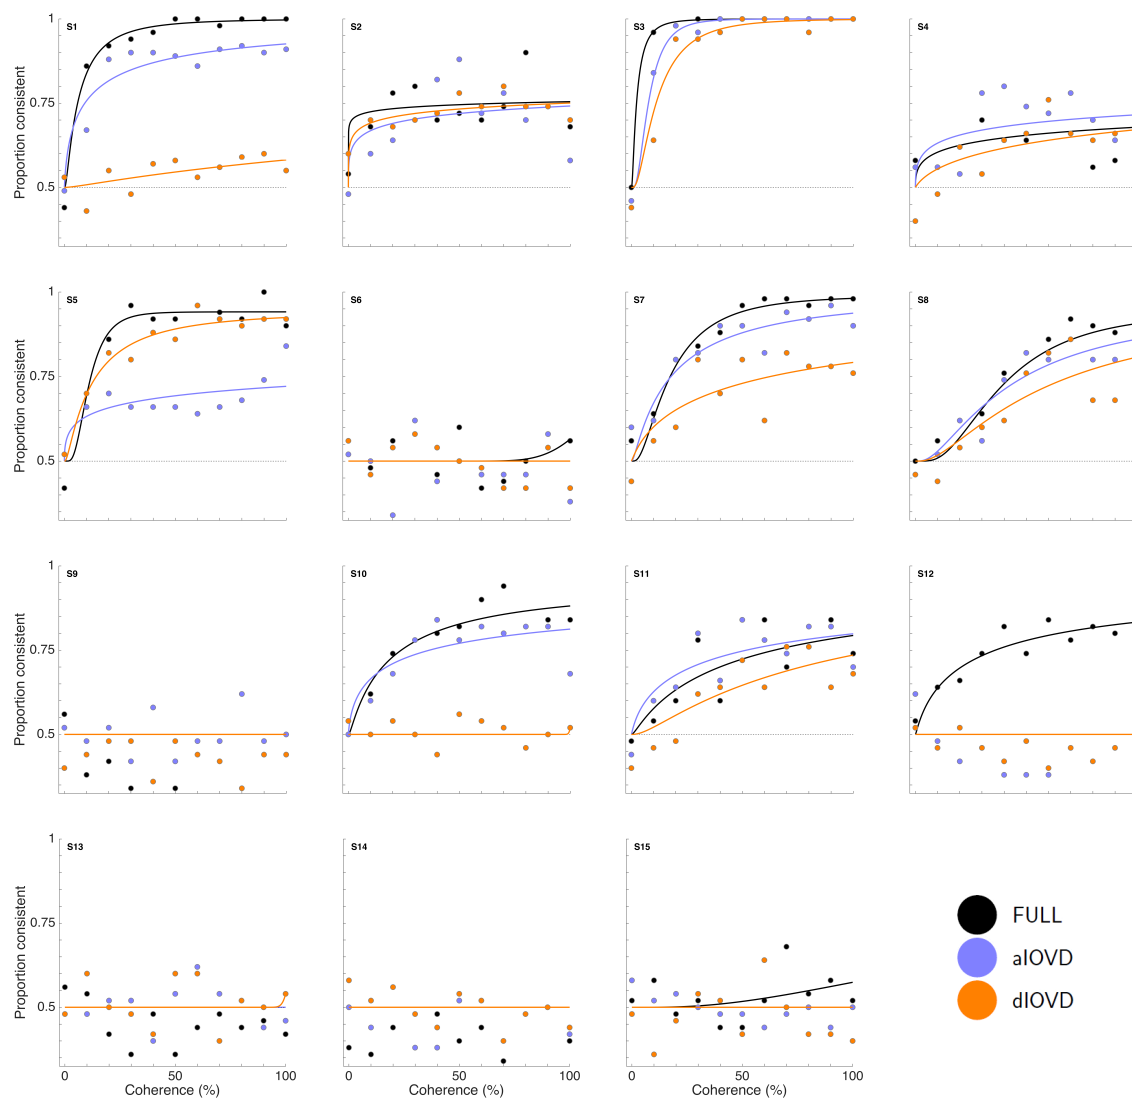 S1
S2
S3
S4
1
0.75
0.5
Proportion consistent
S5
S6
S7
S8
1
0.75
0.5
Proportion consistent
S9
S10
S11
S12
1
0.75
0.5
Proportion consistent
S13
S14
S15
1
0.75
0.5
Proportion consistent
0 50 100
Coherence (%)
0 50 100
Coherence (%)
0 50 100
Coherence (%)
FULL
aIOVD
dIOVD